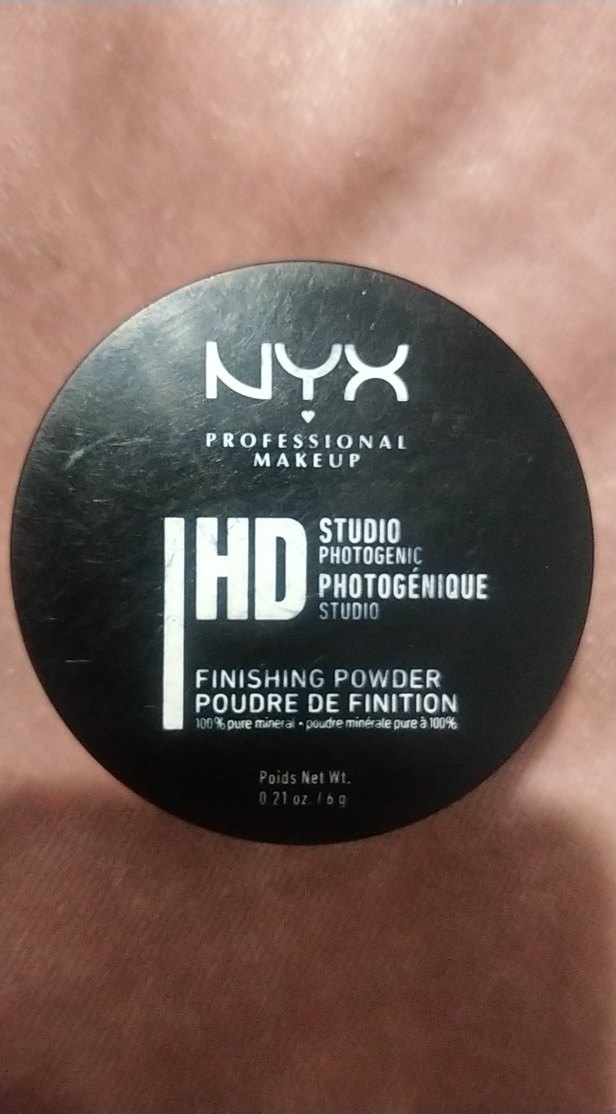 NYX
PROFESSIONAL
MAKEUP
HD STUDIO
PHOTOGENIC
PHOTOGÉNIQUE
STUDIO
FINISHING POWDER
POUDRE DE FINITION
100% pure mineral • poudre minérale pure à 100%
Poids Net Wt.
0.21 oz. / 6 g